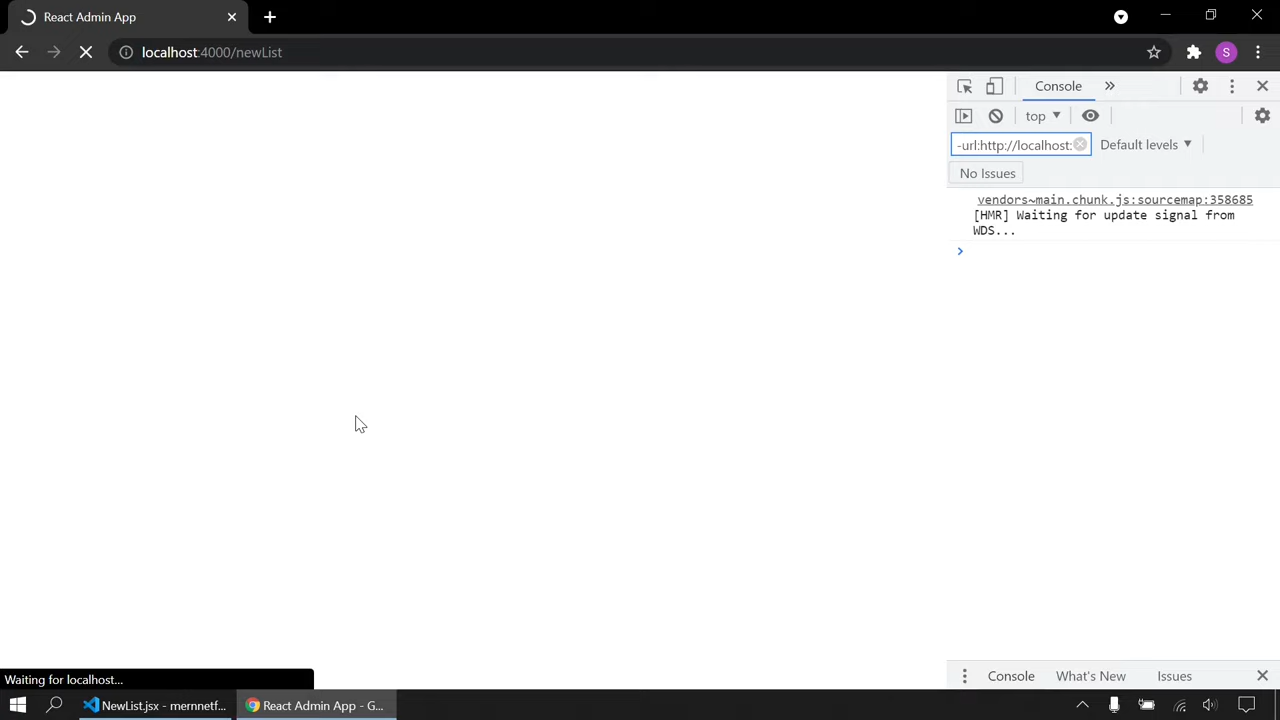 React Admin App
localhost:4000/newList
S
Console
top
-url:http://localhost:
Default levels
No Issues
vendors~main.chunk.js:sourcemap:358685
[HMR] Waiting for update signal from
WDS...
Waiting for localhost...
Console
What's New
Issues
NewList.jsx - mernnetf...
React Admin App - G...